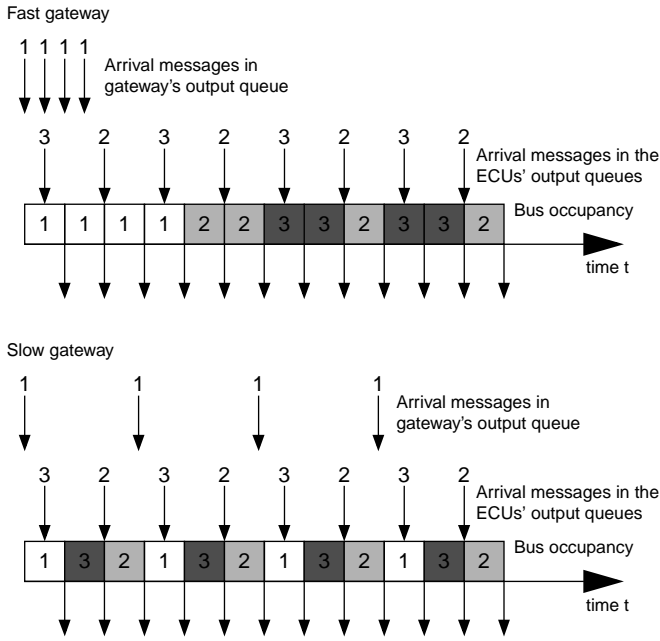 Fast gateway
1 1 1 1
Arrival messages in
gateway's output queue
3 2 3 2 3 2 3 2
Arrival messages in the
ECUs' output queues
1 1 1 1 2 2 3 3 2 3 3 2
Bus occupancy
time t
Slow gateway
1 1 1 1
Arrival messages in
gateway's output queue
3 2 3 2 3 2 3 2
Arrival messages in the
ECUs' output queues
1 3 2 1 3 2 1 3 2 1 3 2
Bus occupancy
time t